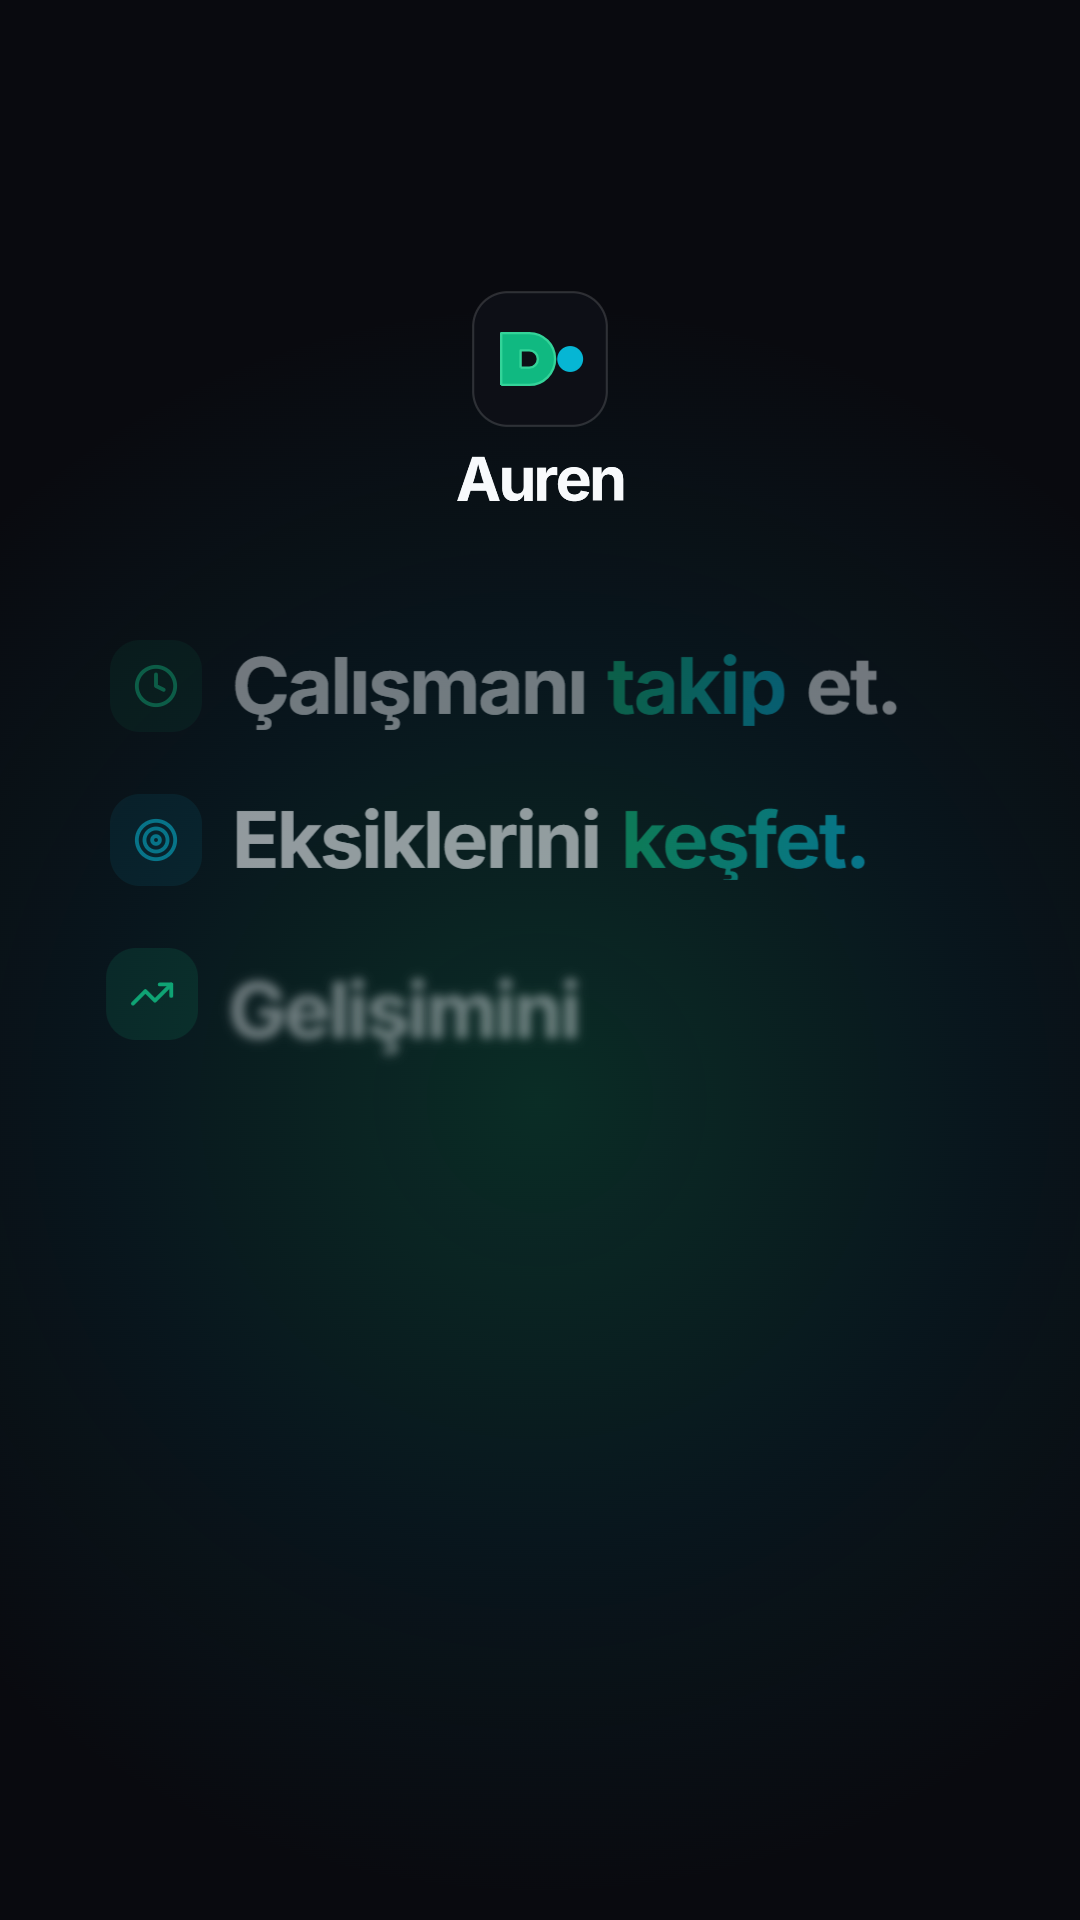 D
Auren
Çalışmanı takip et.
Eksiklerini keşfet.
Gelişimini